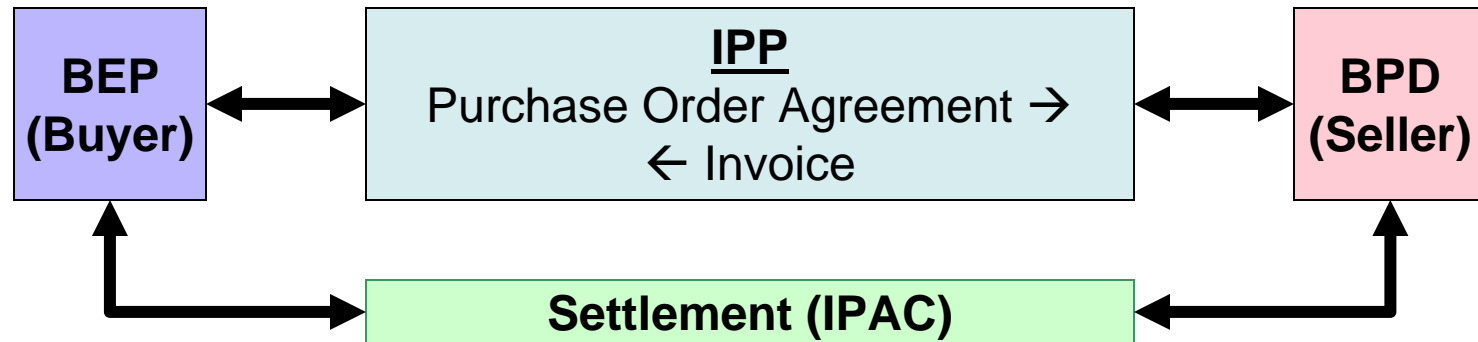 BEP
(Buyer)
IPP
Purchase Order Agreement →
← Invoice
BPD
(Seller)
Settlement (IPAC)